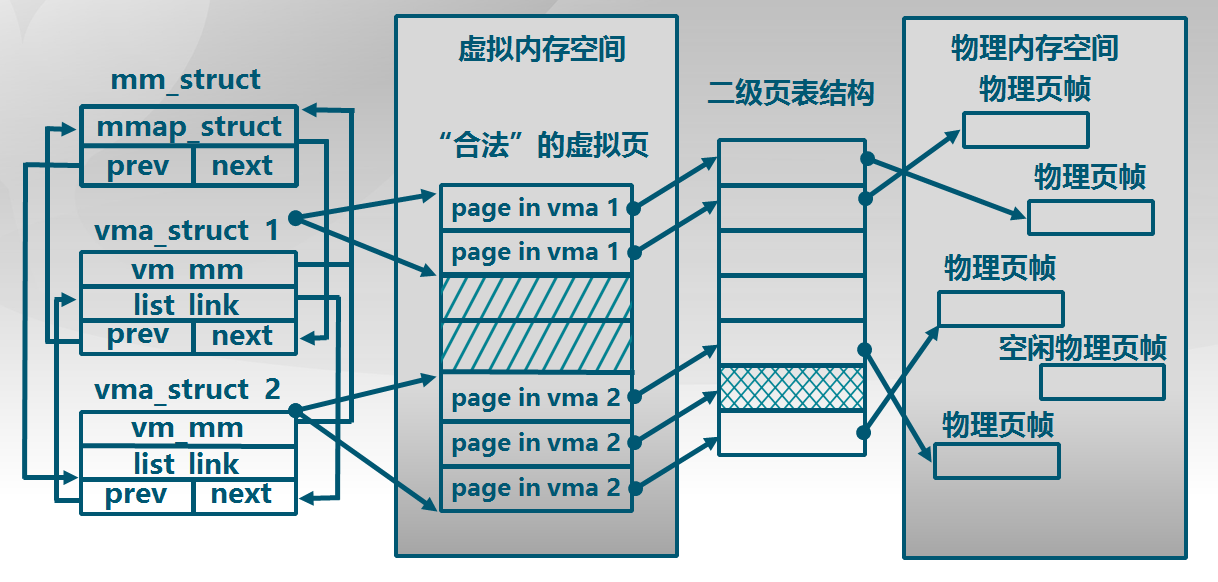 mm_struct
mmap_struct
prev next
vma_struct 1
vm_mm
list_link
prev next
vma_struct 2
vm_mm
list_link
prev next
虚拟内存空间
“合法”的虚拟页
page in vma 1
page in vma 1
page in vma 2
page in vma 2
page in vma 2
二级页表结构
物理内存空间
物理页帧
物理页帧
物理页帧
空闲物理页帧
物理页帧